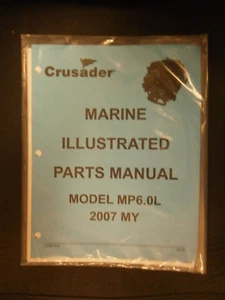 Crusader
MARINE
ILLUSTRATED
PARTS MANUAL
MODEL MP6.0L
2007 MY